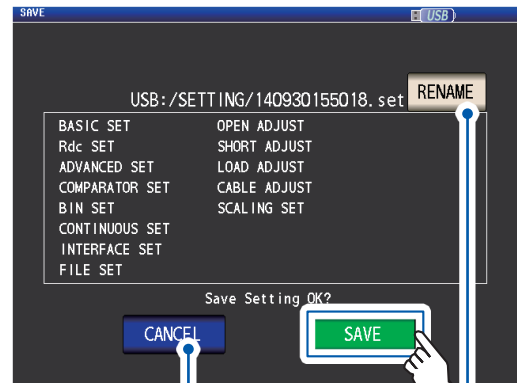 SAVE
USB
USB:/SETTING/140930155018.set
RENAME
BASIC SET
OPEN ADJUST
Rdc SET
SHORT ADJUST
ADVANCED SET
LOAD ADJUST
COMPARATOR SET
CABLE ADJUST
BIN SET
SCALING SET
CONTINUOUS SET
INTERFACE SET
FILE SET
Save Setting OK?
CANCEL
SAVE